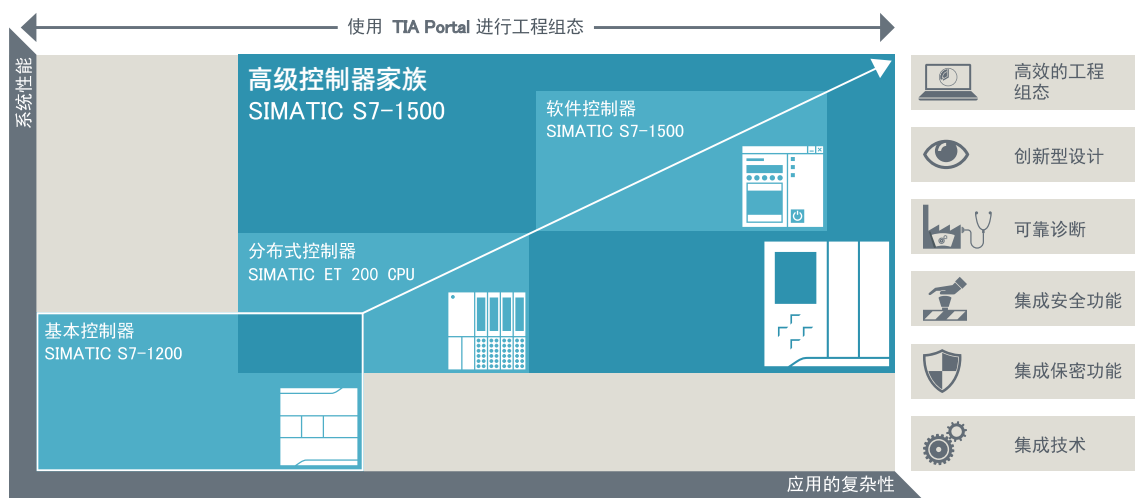 使用 TIA Portal 进行工程组态
系统性能
高级控制器家族
SIMATIC S7-1500
软件控制器
SIMATIC S7-1500
分布式控制器
SIMATIC ET 200 CPU
基本控制器
SIMATIC S7-1200
应用的复杂性
高效的工程
组态
创新型设计
可靠诊断
集成安全功能
集成保密功能
集成技术